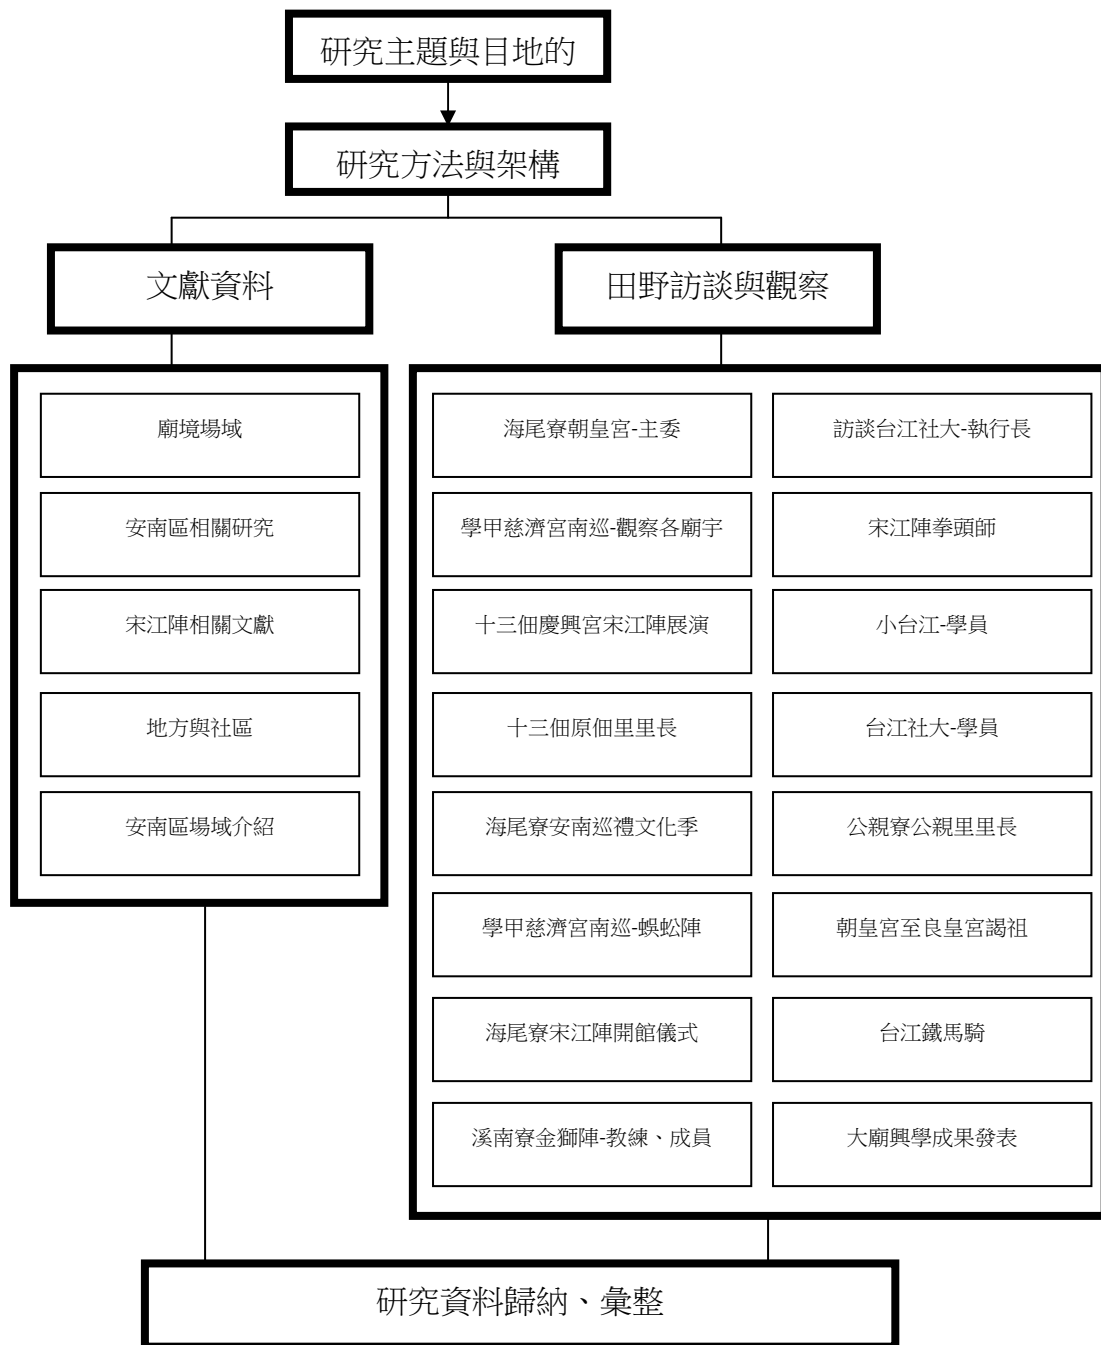 研究主題與目地的
研究方法與架構
文獻資料
田野訪談與觀察
廟境場域
安南區相關研究
宋江陣相關文獻
地方與社區
安南區場域介紹
海尾寮朝皇宮-主委
學甲慈濟宮南巡-觀察各廟宇
十三佃慶興宮宋江陣展演
十三佃原佃里里長
海尾寮安南巡禮文化季
學甲慈濟宮南巡-蜈蚣陣
海尾寮宋江陣開館儀式
溪南寮金獅陣-教練、成員
訪談台江社大-執行長
宋江陣拳頭師
小台江-學員
台江社大-學員
公親寮公親里里長
朝皇宮至良皇宮謁祖
台江鐵馬騎
大廟興學成果發表
研究資料歸納、彙整